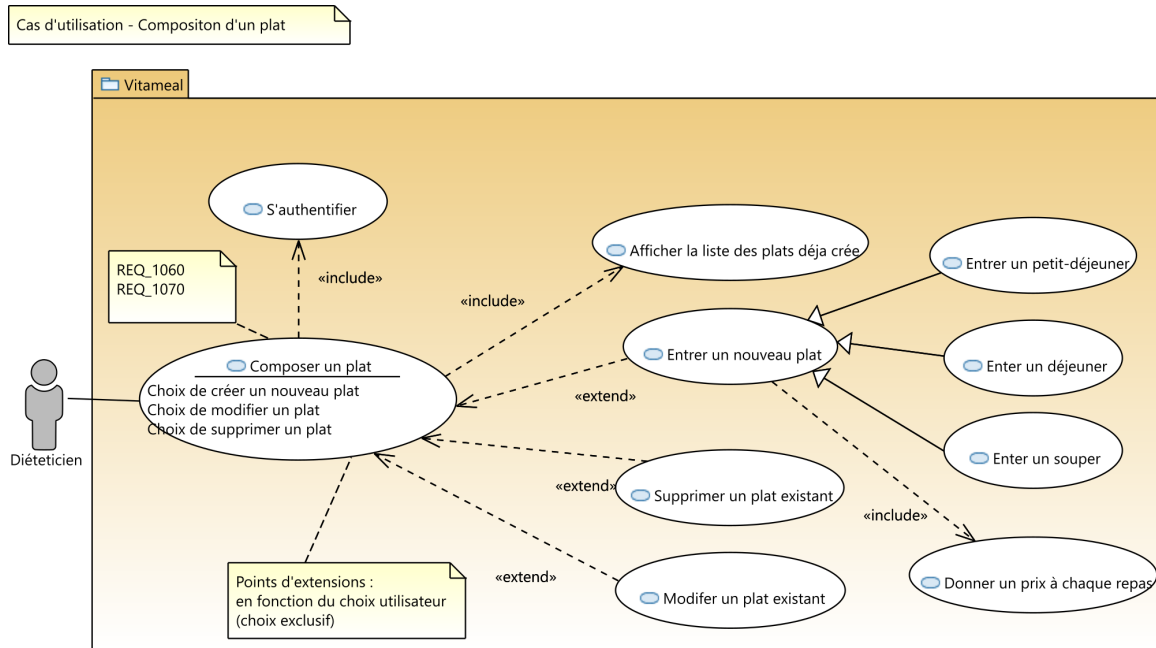 Cas d'utilisation - Compositon d'un plat
Vitameal
S'authentifier
«include»
REQ_1060
REQ_1070
Afficher la liste des plats déja crée
«include»
Entrer un petit-déjeuner
Composer un plat
Choix de créer un nouveau plat
Choix de modifier un plat
Choix de supprimer un plat
Entrer un nouveau plat
«extend»
Enter un déjeuner
Diéteticien
Enter un souper
Supprimer un plat existant
«extend»
«include»
Points d'extensions :
en fonction du choix utilisateur
(choix exclusif)
«extend»
Modifer un plat existant
Donner un prix à chaque repas